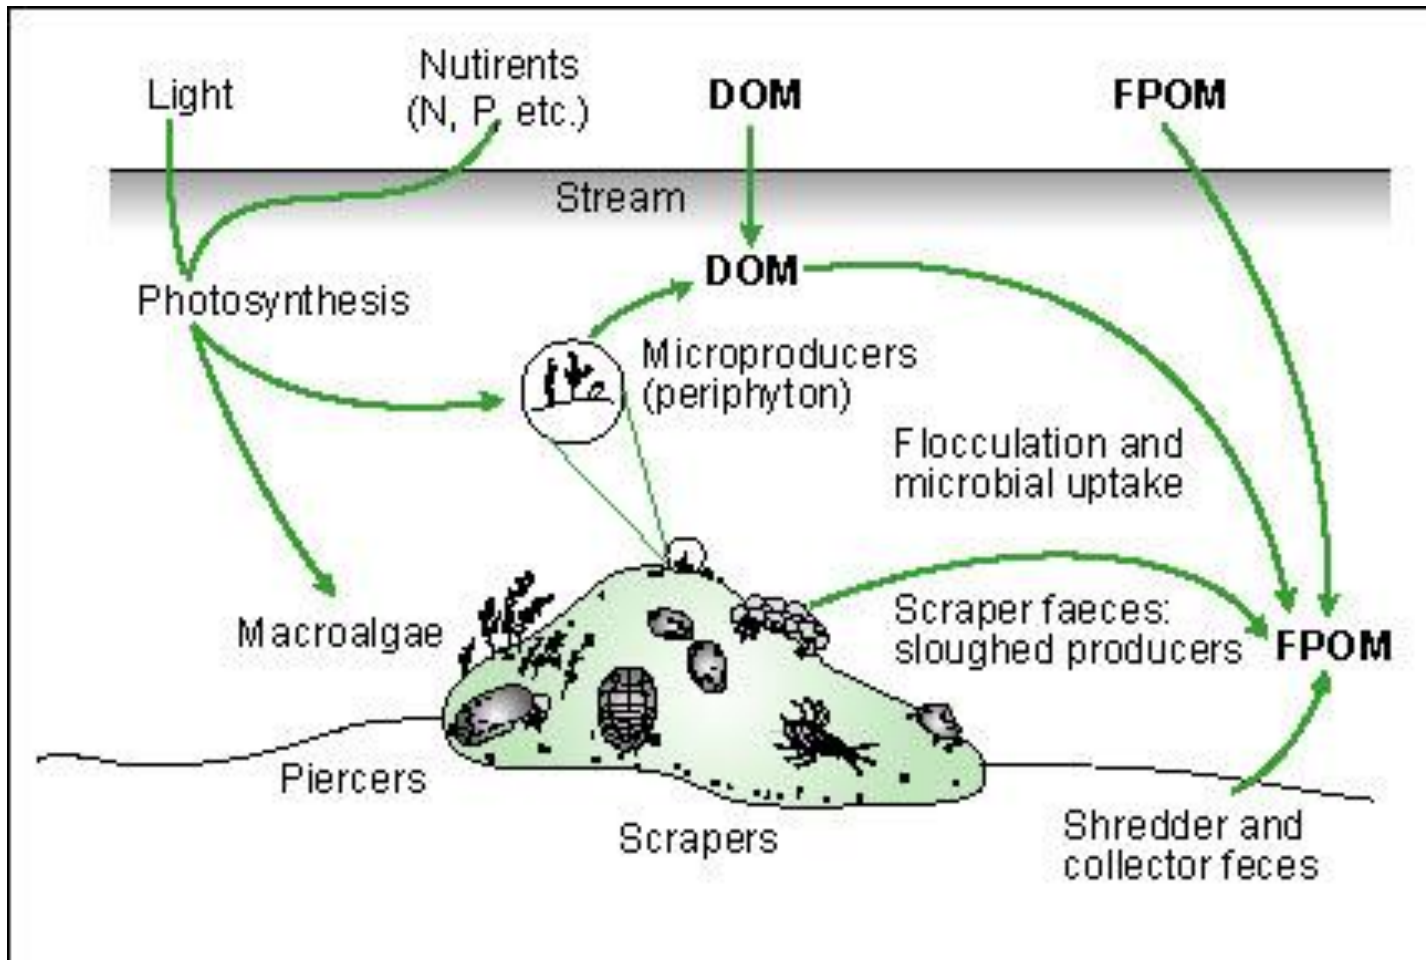 Light
Nutirents
(N, P, etc.)
DOM
FPOM
Stream
DOM
Photosynthesis
Microproducers
(periphyton)
Flocculation and
microbial uptake
Macroalgae
Scraper faeces:
sloughed producers
FPOM
Piercers
Scrapers
Shredder and
collector feces